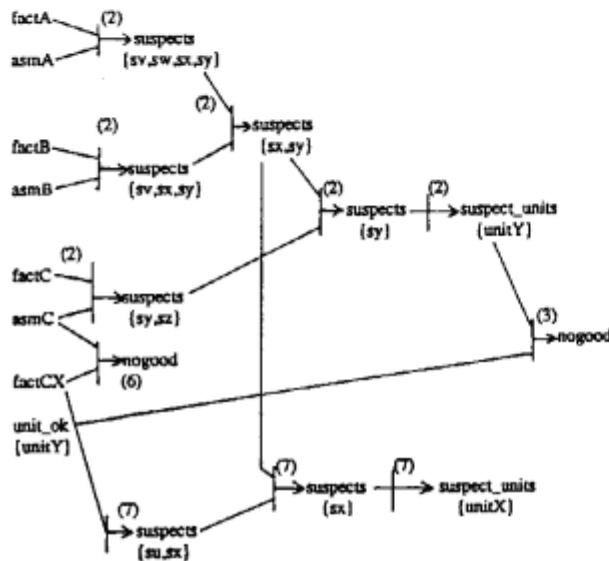 factA
(2)
suspects
asmA
{sv,sw,sx,sy}
(2)
(2)
suspects
{sx,sy}
factB
suspects
asmB
{sv,sx,sy}
(2)
(2)
suspects
suspect_units
{sy}
{unitY}
(2)
factC
suspects
asmC
{sy,sz}
(3)
nogood
nogood
factCX
(6)
unit_ok
{unitY}
(7)
(7)
suspects
suspect_units
{sx}
{unitX}
(7)
suspects
{su,sx}